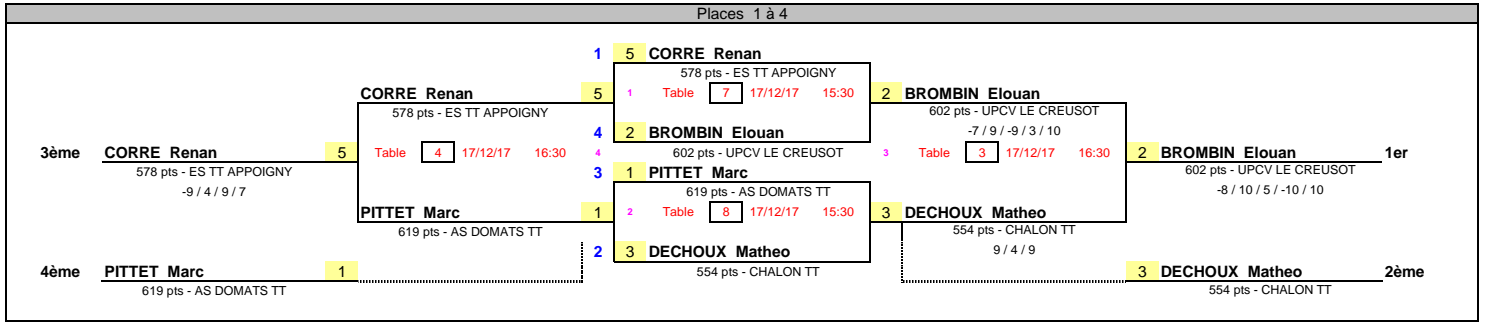 Places 1 à 4
1 5 CORRE Renan
578 pts - ES TT APPOIGNY
CORRE Renan 5 1 Table 7 17/12/17 15:30 2 BROMBIN Elouan
578 pts - ES TT APPOIGNY 602 pts - UPCV LE CREUSOT
4 2 BROMBIN Elouan -7 / 9 / -9 / 3 / 10
3ème CORRE Renan 5 Table 4 17/12/17 16:30 4 602 pts - UPCV LE CREUSOT 3 Table 3 17/12/17 16:30 2 BROMBIN Elouan 1er
578 pts - ES TT APPOIGNY 3 1 PITTET Marc 602 pts - UPCV LE CREUSOT
-9 / 4 / 9 / 7 619 pts - AS DOMATS TT -8 / 10 / 5 / -10 / 10
PITTET Marc 1 2 Table 8 17/12/17 15:30 3 DECHOUX Matheo
619 pts - AS DOMATS TT 554 pts - CHALON TT
2 3 DECHOUX Matheo 9 / 4 / 9
4ème PITTET Marc 1 554 pts - CHALON TT 3 DECHOUX Matheo 2ème
619 pts - AS DOMATS TT 554 pts - CHALON TT